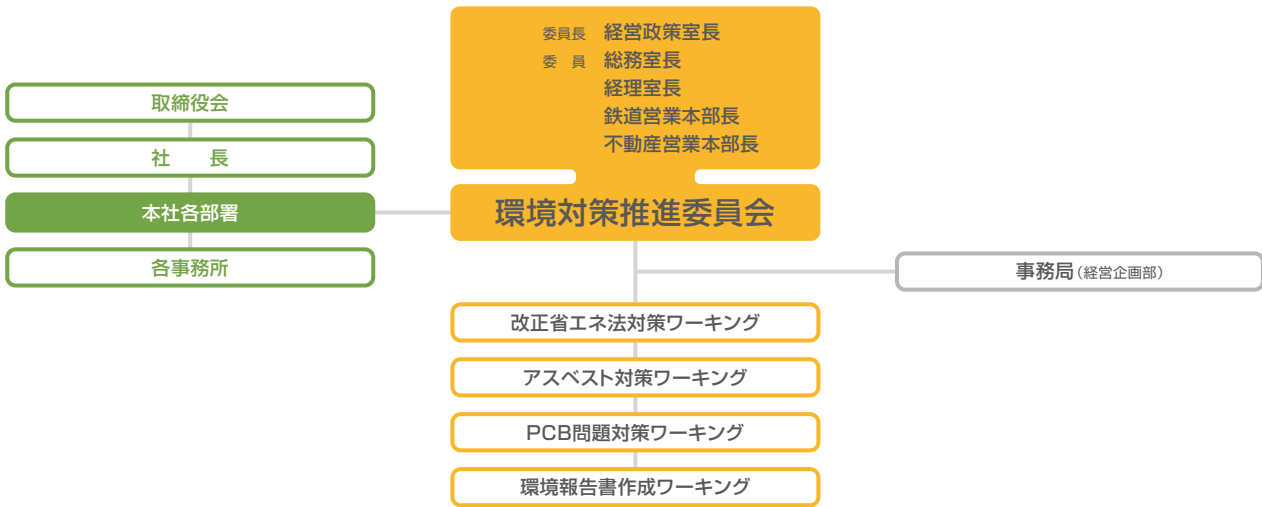 委員長 経営政策室長
委　員 総務室長
経理室長
鉄道営業本部長
不動産営業本部長
取締役会
社　　長
本社各部署
各事務所
環境対策推進委員会
事務局（経営企画部）
改正省エネ法対策ワーキング
アスベスト対策ワーキング
PCB問題対策ワーキング
環境報告書作成ワーキング